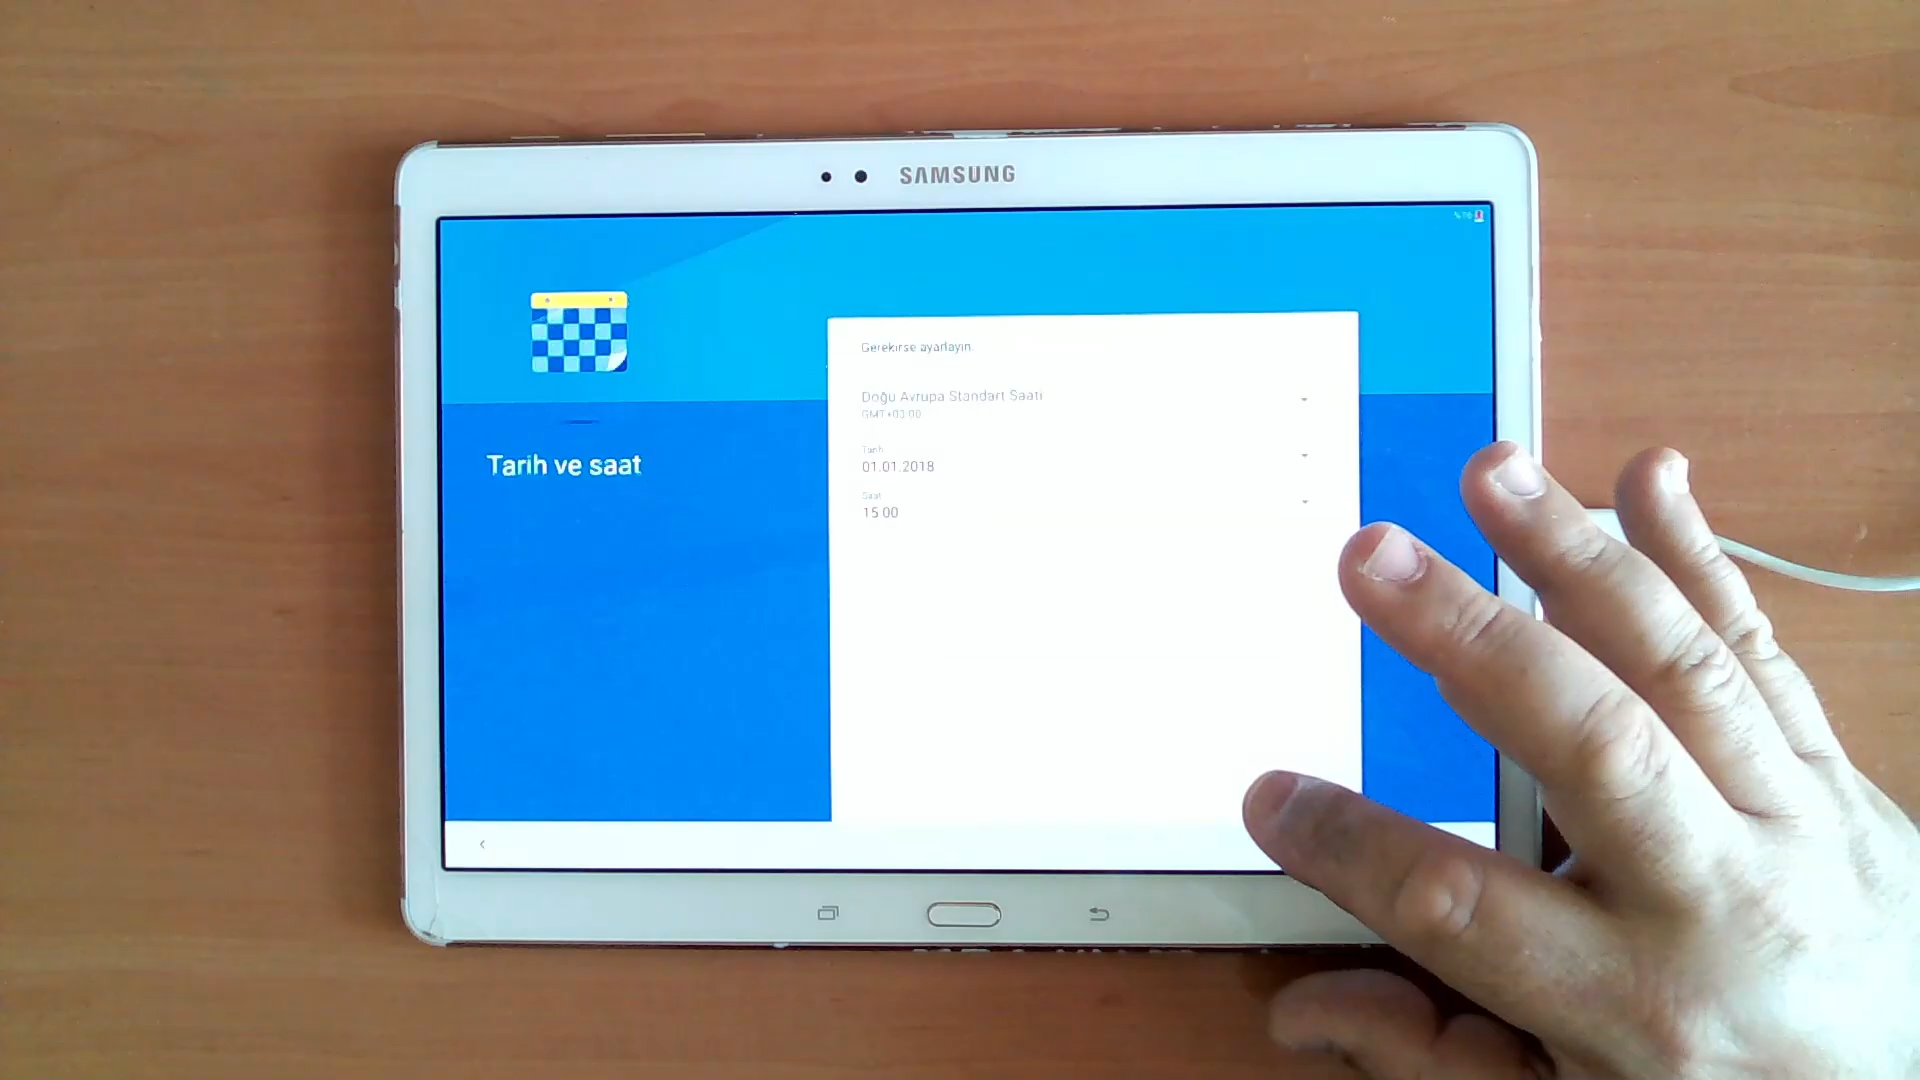 SAMSUNG
Tarih ve saat
Gerekirse ayarlayın.
Doğu Avrupa Standart Saati
GMT+03:00
Tarih
01.01.2018
Saat
15:00